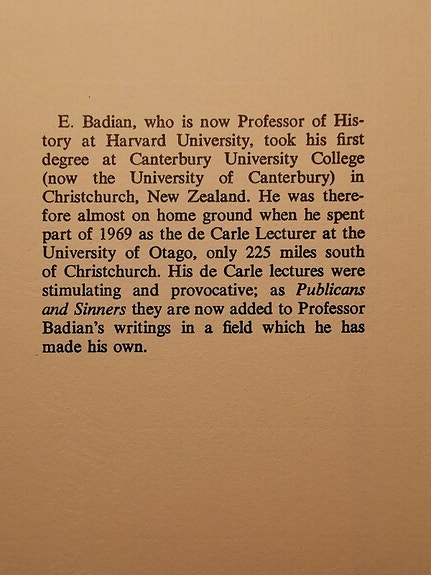 E. Badian, who is now Professor of His-
tory at Harvard University, took his first
degree at Canterbury University College
(now the University of Canterbury) in
Christchurch, New Zealand. He was there-
fore almost on home ground when he spent
part of 1969 as the de Carle Lecturer at the
University of Otago, only 225 miles south
of Christchurch. His de Carle lectures were
stimulating and provocative; as Publicans
and Sinners they are now added to Professor
Badian's writings in a field which he has
made his own.